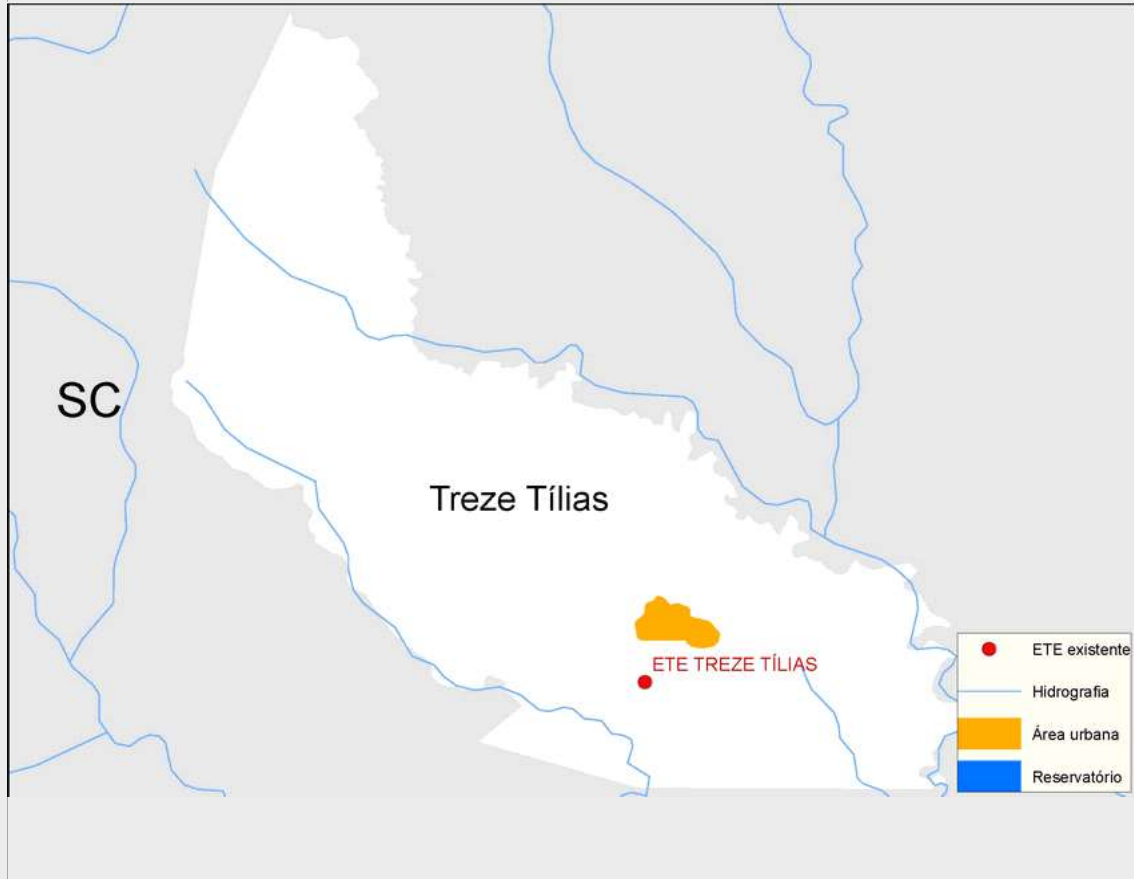 SC
Treze Tílias
ETE TREZE TÍLIAS
ETE existente
Hidrografia
Área urbana
Reservatório